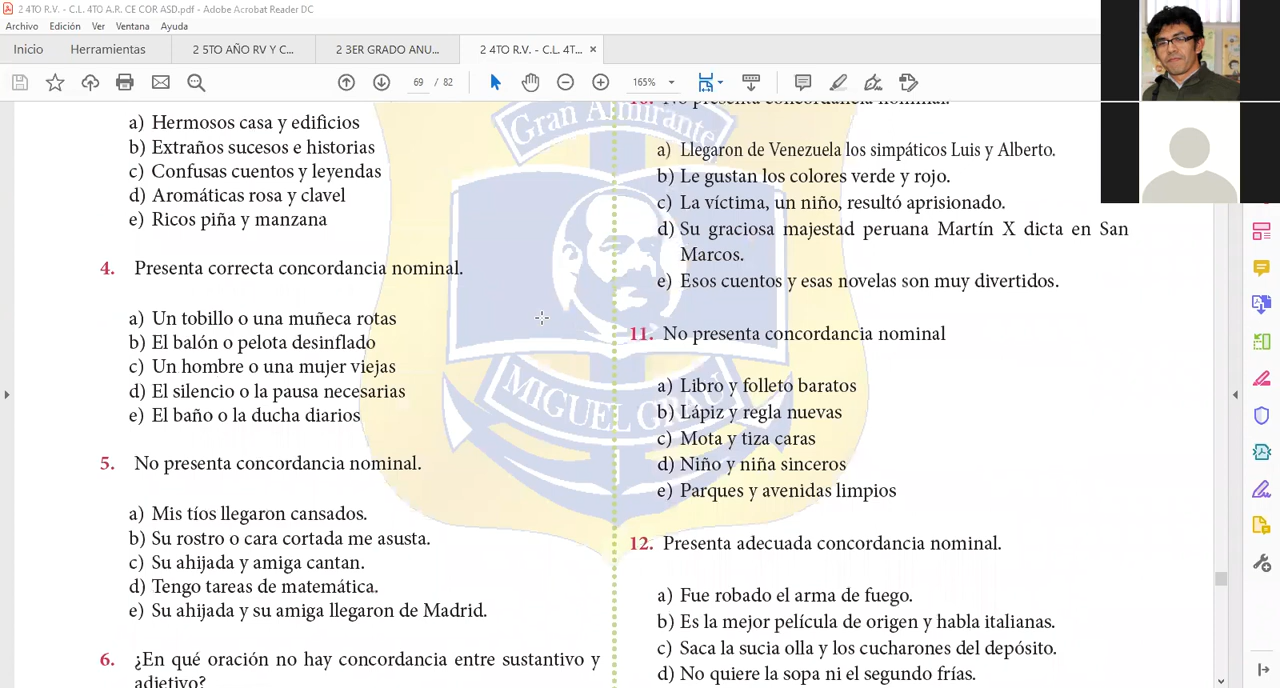 2 4TO R.V. - C.L. 4TO A.R. CE COR ASD.pdf - Adobe Acrobat Reader DC
Archivo Edición Ver Ventana Ayuda
Inicio Herramientas 2 5TO AÑO RV Y C... 2 3ER GRADO ANU... 2 4TO R.V. - C.L. 4T... ×
69 / 82 165%
Gran Almirante
MIGUEL GRAU
a) Hermosos casa y edificios
b) Extraños sucesos e historias
c) Confusas cuentos y leyendas
d) Aromáticas rosa y clavel
e) Ricos piña y manzana
4. Presenta correcta concordancia nominal.
a) Un tobillo o una muñeca rotas
b) El balón o pelota desinflado
c) Un hombre o una mujer viejas
d) El silencio o la pausa necesarias
e) El baño o la ducha diarios
5. No presenta concordancia nominal.
a) Mis tíos llegaron cansados.
b) Su rostro o cara cortada me asusta.
c) Su ahijada y amiga cantan.
d) Tengo tareas de matemática.
e) Su ahijada y su amiga llegaron de Madrid.
6. ¿En qué oración no hay concordancia entre sustantivo y
adjetivo?
10. No presenta concordancia nominal.
a) Llegaron de Venezuela los simpáticos Luis y Alberto.
b) Le gustan los colores verde y rojo.
c) La víctima, un niño, resultó aprisionado.
d) Su graciosa majestad peruana Martín X dicta en San
Marcos.
e) Esos cuentos y esas novelas son muy divertidos.
11. No presenta concordancia nominal
a) Libro y folleto baratos
b) Lápiz y regla nuevas
c) Mota y tiza caras
d) Niño y niña sinceros
e) Parques y avenidas limpios
12. Presenta adecuada concordancia nominal.
a) Fue robado el arma de fuego.
b) Es la mejor película de origen y habla italianas.
c) Saca la sucia olla y los cucharones del depósito.
d) No quiere la sopa ni el segundo frías.